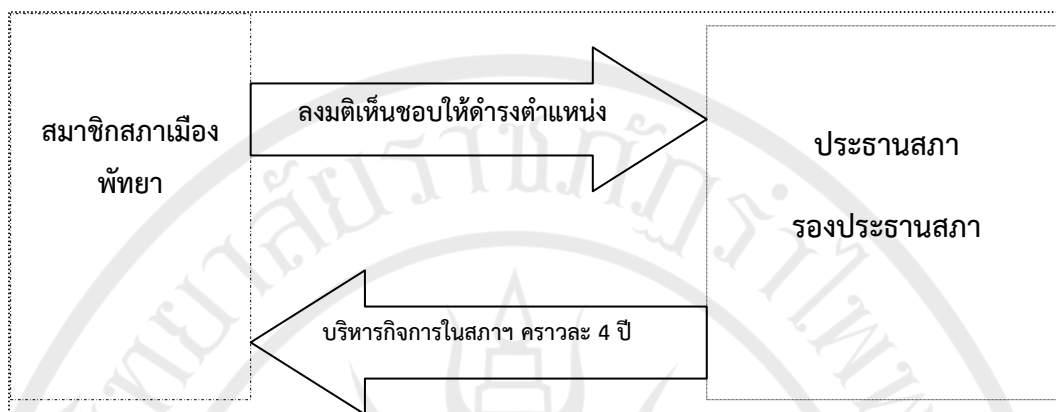 สมาชิกสภาเมือง
พัทยา
ลงมติเห็นชอบให้ดำรงตำแหน่ง
ประธานสภา
รองประธานสภา
บริหารกิจการในสภาฯ คราวละ 4 ปี